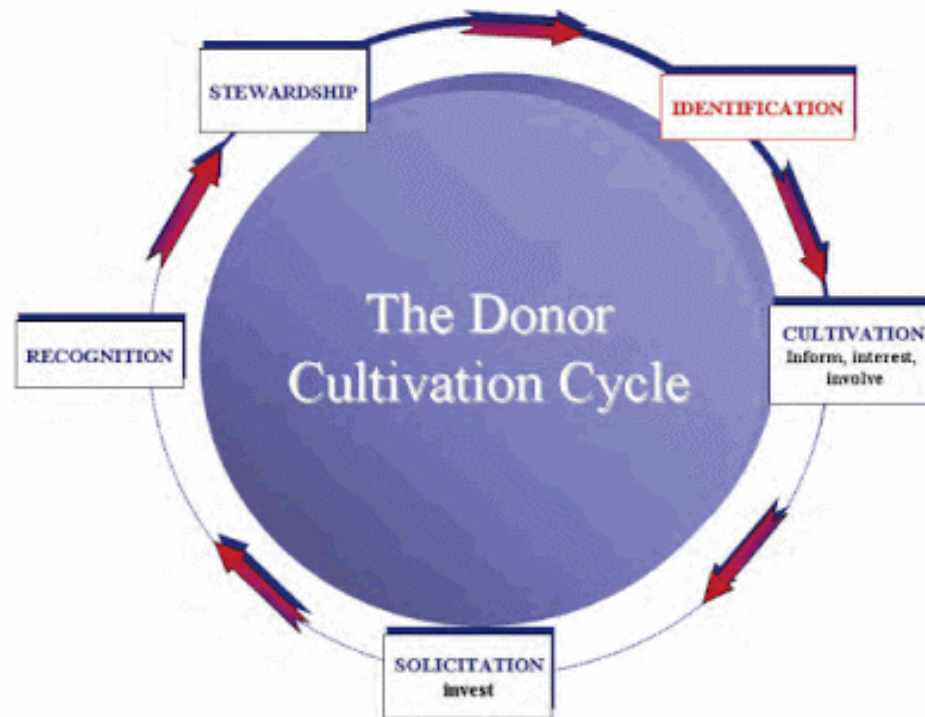 STEWARDSHIP
IDENTIFICATION
The Donor
Cultivation Cycle
RECOGNITION
CULTIVATION
Inform, interest,
involve
SOLICITATION
invest